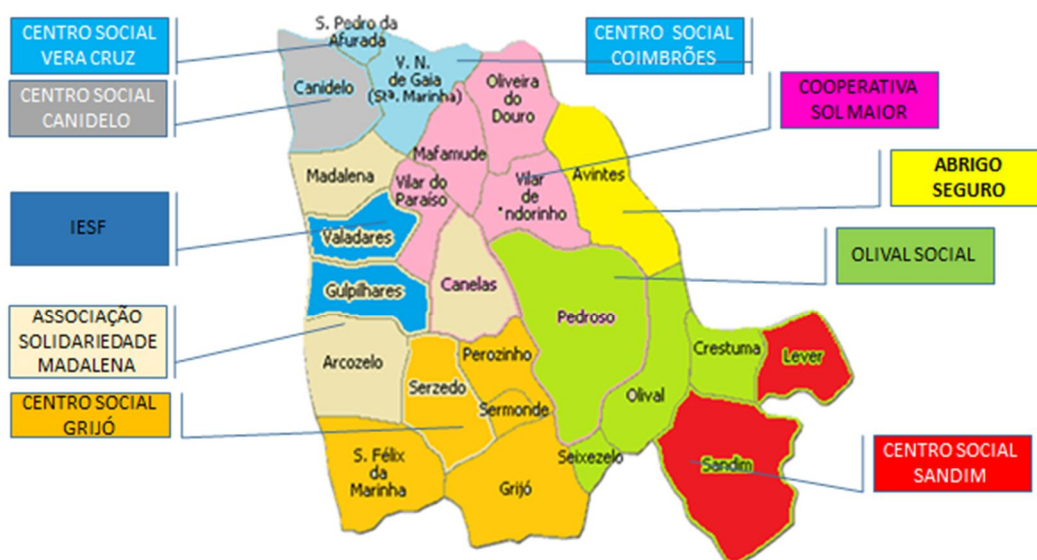 CENTRO SOCIAL
VERA CRUZ
S. Pedro da
Afurada
CENTRO SOCIAL
COIMBRÕES
V. N.
de Gaia
(Stª. Marinha)
Canidelo
Oliveira
do
Douro
CENTRO SOCIAL
CANIDELO
COOPERATIVA
SOL MAIOR
Mafamude
Madalena
Vilar do
Paraíso
Vilar
de
'ndorinho
Avintes
ABRIGO
SEGURO
IESF
Valadares
OLIVAL SOCIAL
Gulpilhares
Canelas
Pedroso
ASSOCIAÇÃO
SOLIDARIEDADE
MADALENA
Arcozelo
Perozinho
Crestuma
Lever
Serzedo
Olival
CENTRO SOCIAL
GRIJÓ
Sermonde
S. Félix
da
Marinha
Grijó
Seixezelo
Sandim
CENTRO SOCIAL
SANDIM